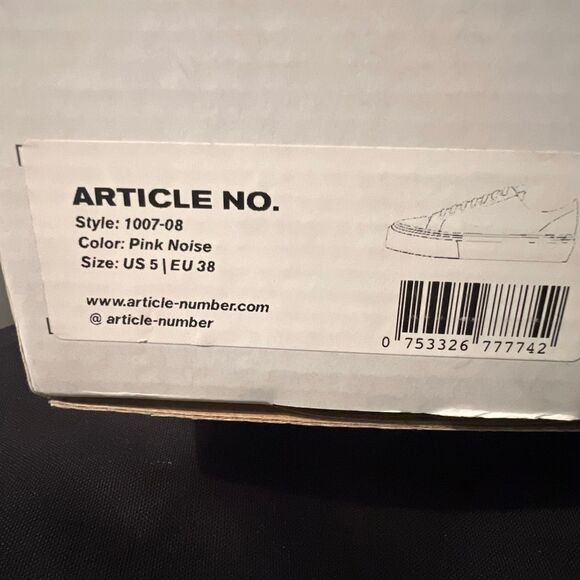 ARTICLE NO.
Style: 1007-08
Color: Pink Noise
Size: US 5 | EU 38
www.article-number.com
@ article-number
0 753326 777742